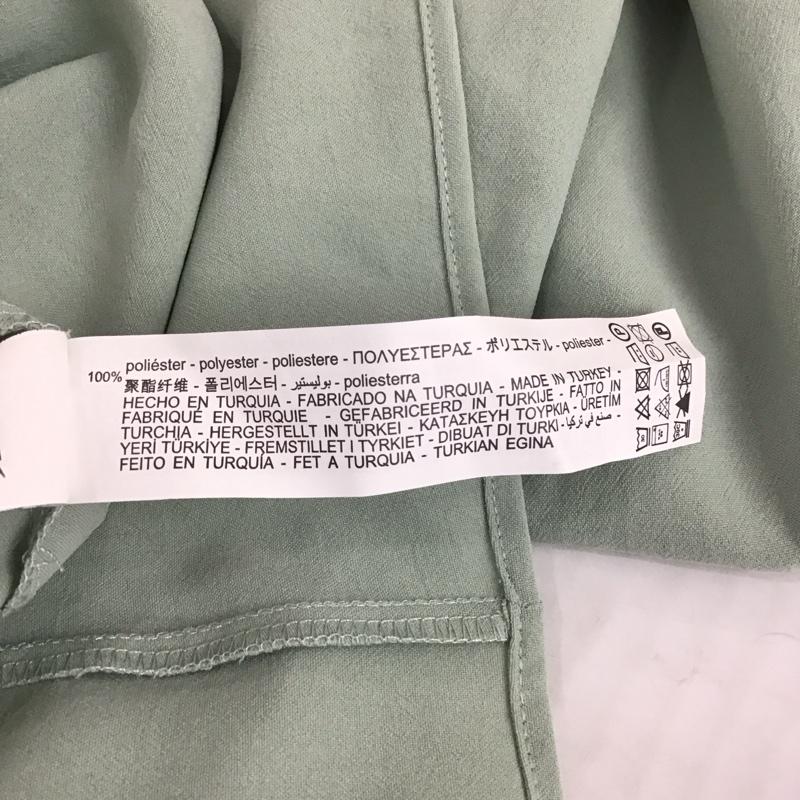 100% poliéster - polyester - poliestere - ΠΟΛΥΕΣΤΕΡΑΣ - ポリエステル - poliester -
聚酯纤维 - 폴리에스터 - بوليستير - poliesterra
HECHO EN TURQUIA - FABRICADO NA TURQUIA - MADE IN TURKEY -
FABRIQUÉ EN TURQUIE - GEFABRICEERD IN TURKIJE - FATTO IN
TURCHIA - HERGESTELLT IN TÜRKEI - ΚΑΤΑΣΚΕΥΗ ΤΟΥΡΚΙΑ - ÜRETİM
YERİ TÜRKİYE - FREMSTILLET I TYRKIET - DIBUAT DI TURKI - صنع في تركيا -
FEITO EN TURQUÍA - FET A TURQUIA - TURKIAN EGINA